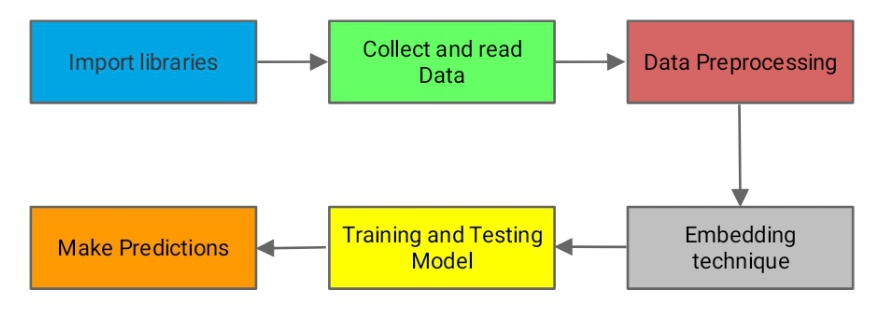 Import libraries
Collect and read
Data
Data Preprocessing
Embedding
technique
Training and Testing
Model
Make Predictions